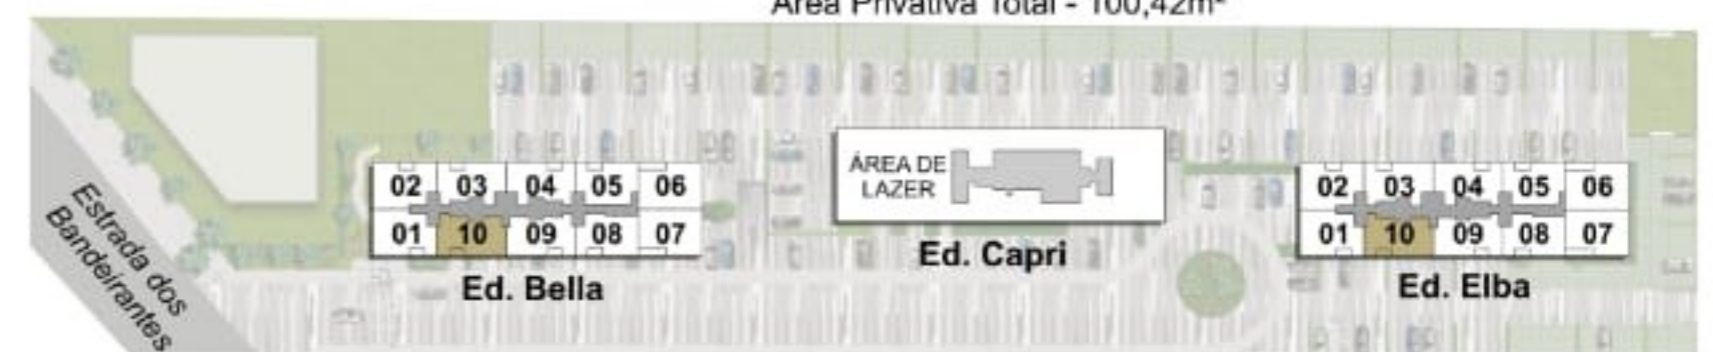 Área Privativa Total - 100,42m²
Estrada dos
Bandeirantes
02 03 04 05 06
01 10 09 08 07
Ed. Bella
ÁREA DE
LAZER
Ed. Capri
02 03 04 05 06
01 10 09 08 07
Ed. Elba